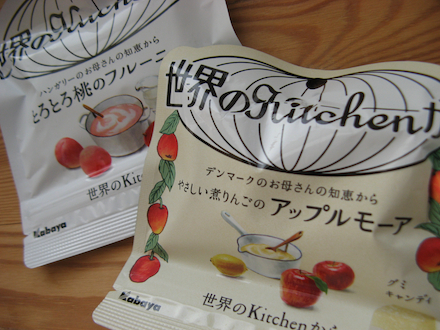 世界のKitchen
ハンガリーのお母さんの知恵から
とろとろ桃のフルーニ
世界のKit
Kabaya
世界のKitchenか
デンマークのお母さんの知恵から
やさしい煮りんごの アップルモーア
グミ
キャンディ
世界のKitchenから
Kabaya